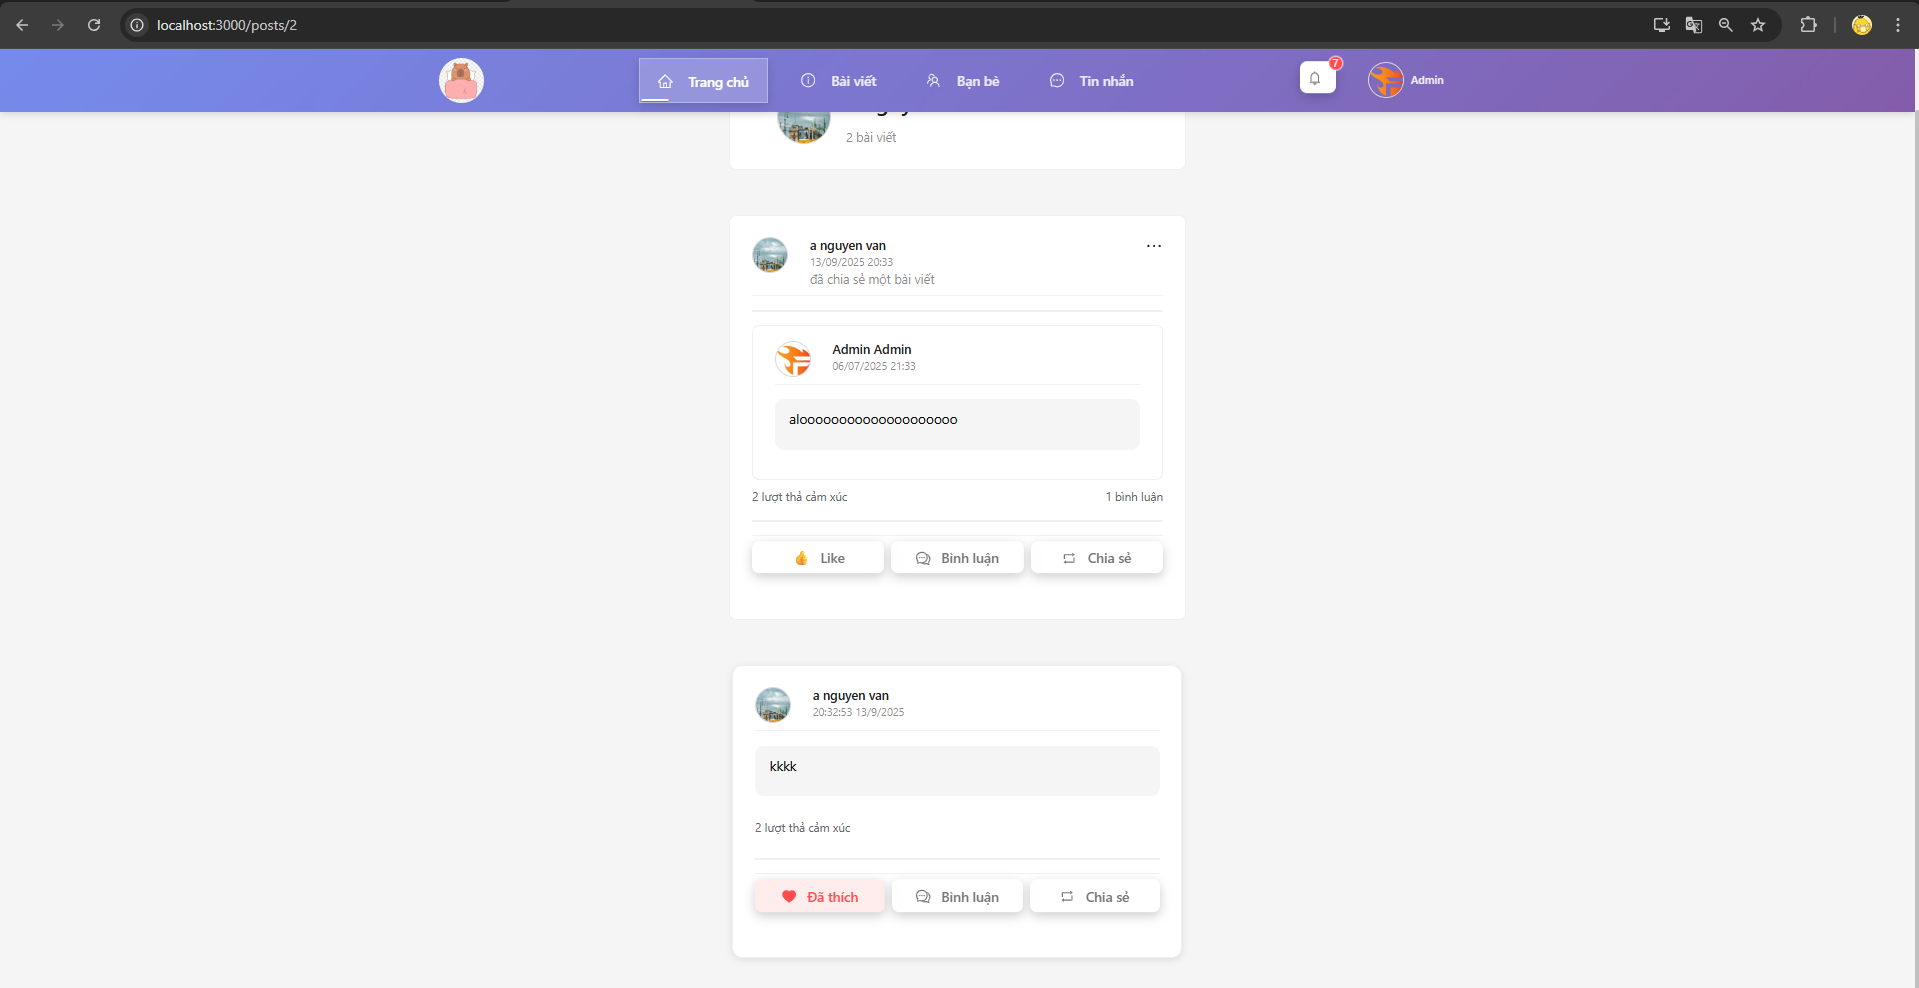 localhost:3000/posts/2
Trang chủ
Bài viết
Bạn bè
Tin nhắn
7
Admin
2 bài viết
a nguyen van
13/09/2025 20:33
đã chia sẻ một bài viết
Admin Admin
06/07/2025 21:33
aloooooooooooooooooooo
2 lượt thả cảm xúc
1 bình luận
Like
Bình luận
Chia sẻ
a nguyen van
20:32:53 13/9/2025
kkkk
2 lượt thả cảm xúc
Đã thích
Bình luận
Chia sẻ